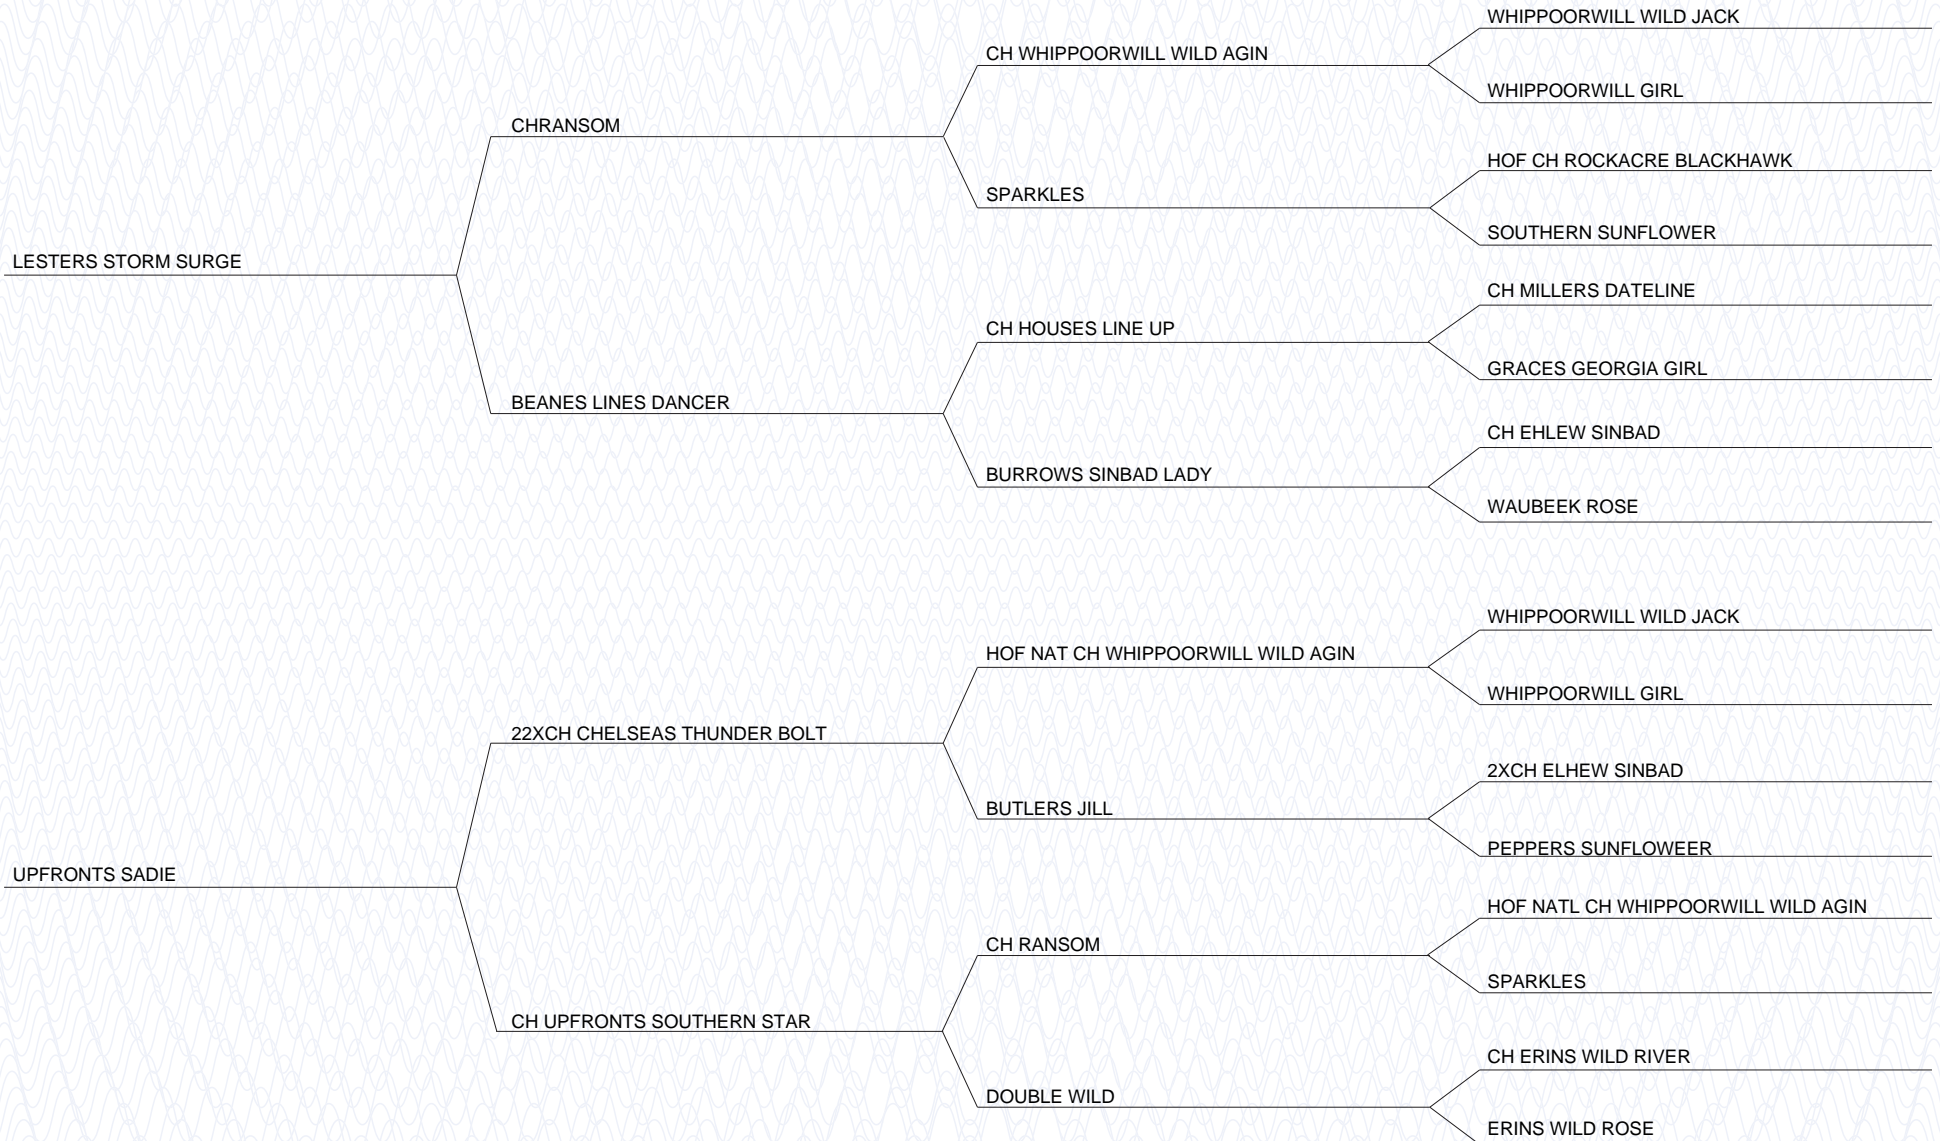 WHIPPOORWILL WILD JACK
CH WHIPPOORWILL WILD AGIN
WHIPPOORWILL GIRL
CHRANSOM
HOF CH ROCKACRE BLACKHAWK
SPARKLES
SOUTHERN SUNFLOWER
LESTERS STORM SURGE
CH MILLERS DATELINE
CH HOUSES LINE UP
GRACES GEORGIA GIRL
BEANES LINES DANCER
CH EHLEW SINBAD
BURROWS SINBAD LADY
WAUBEEK ROSE
WHIPPOORWILL WILD JACK
HOF NAT CH WHIPPOORWILL WILD AGIN
WHIPPOORWILL GIRL
22XCH CHELSEAS THUNDER BOLT
2XCH ELHEW SINBAD
BUTLERS JILL
PEPPERS SUNFLOWEER
UPFRONTS SADIE
HOF NATL CH WHIPPOORWILL WILD AGIN
CH RANSOM
SPARKLES
CH UPFRONTS SOUTHERN STAR
CH ERINS WILD RIVER
DOUBLE WILD
ERINS WILD ROSE